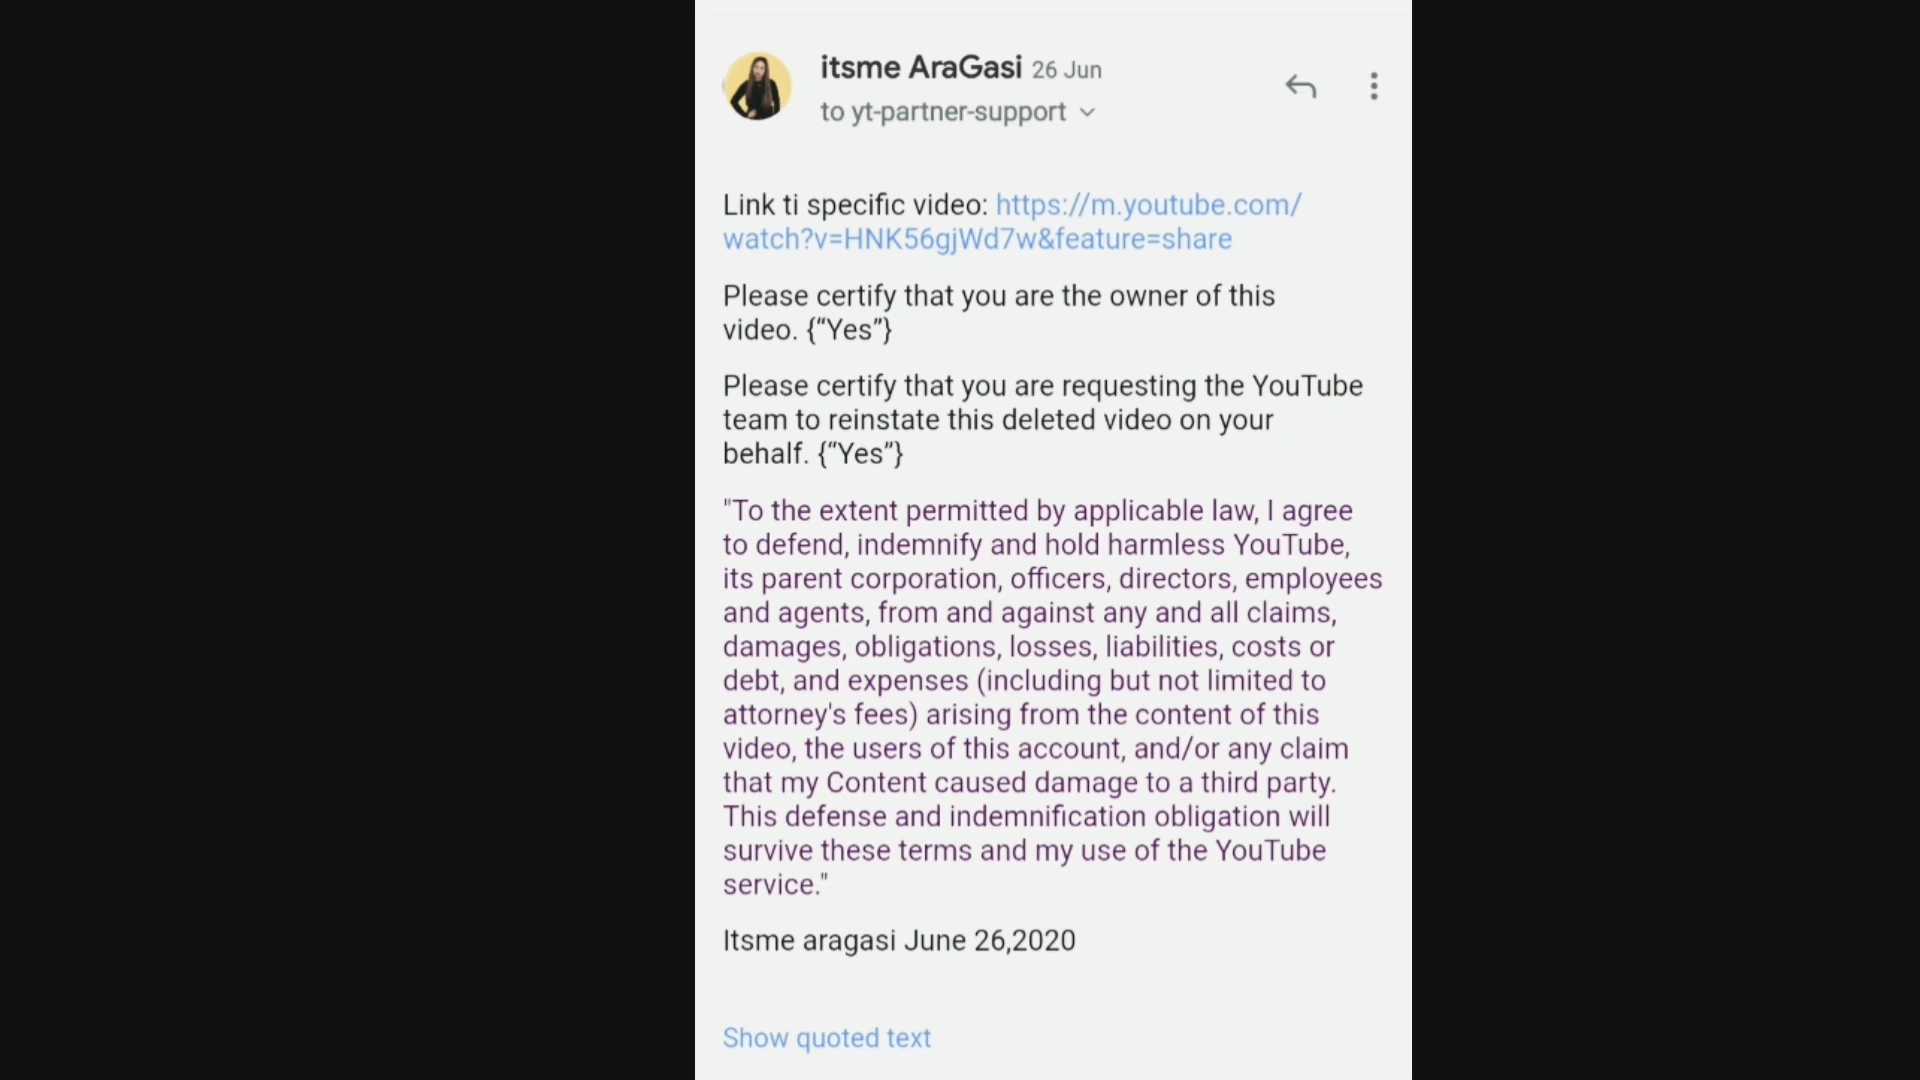 itsme AraGasi 26 Jun
to yt-partner-support
Link ti specific video: https://m.youtube.com/
watch?v=HNK56gjWd7w&feature=share
Please certify that you are the owner of this
video. {“Yes”}
Please certify that you are requesting the YouTube
team to reinstate this deleted video on your
behalf. {“Yes”}
"To the extent permitted by applicable law, I agree
to defend, indemnify and hold harmless YouTube,
its parent corporation, officers, directors, employees
and agents, from and against any and all claims,
damages, obligations, losses, liabilities, costs or
debt, and expenses (including but not limited to
attorney's fees) arising from the content of this
video, the users of this account, and/or any claim
that my Content caused damage to a third party.
This defense and indemnification obligation will
survive these terms and my use of the YouTube
service."
Itsme aragasi June 26,2020
Show quoted text